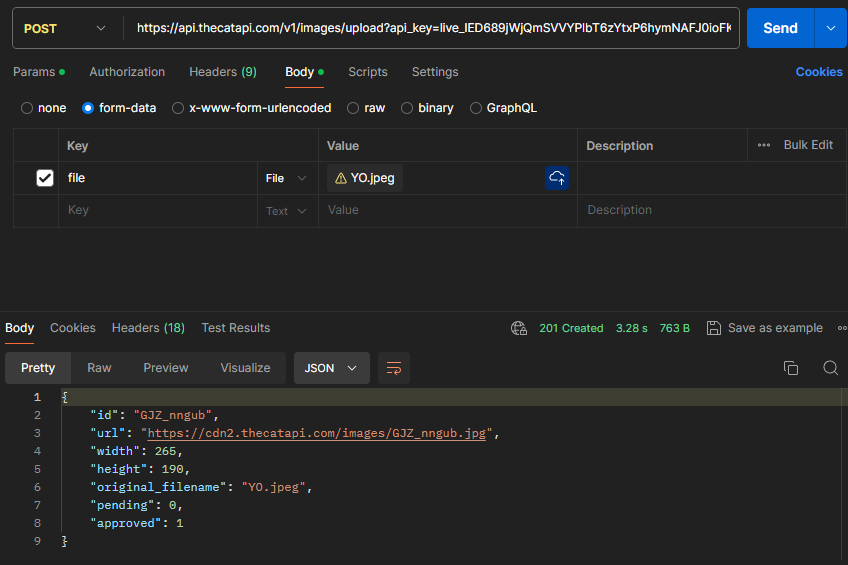 POST https://api.thecatapi.com/v1/images/upload?api_key=live_IED689jWjQmSVVYPlbT6zYtxP6hymNAFJ0ioFK Send
Params Authorization Headers (9) Body Scripts Settings Cookies
none form-data x-www-form-urlencoded raw binary GraphQL
Key Value Description ••• Bulk Edit
file File YO.jpeg
Key Text Value Description
Body Cookies Headers (18) Test Results 201 Created 3.28 s 763 B Save as example
Pretty Raw Preview Visualize JSON
1 {
2 "id": "GJZ_nngub",
3 "url": "https://cdn2.thecatapi.com/images/GJZ_nngub.jpg",
4 "width": 265,
5 "height": 190,
6 "original_filename": "YO.jpeg",
7 "pending": 0,
8 "approved": 1
9 }